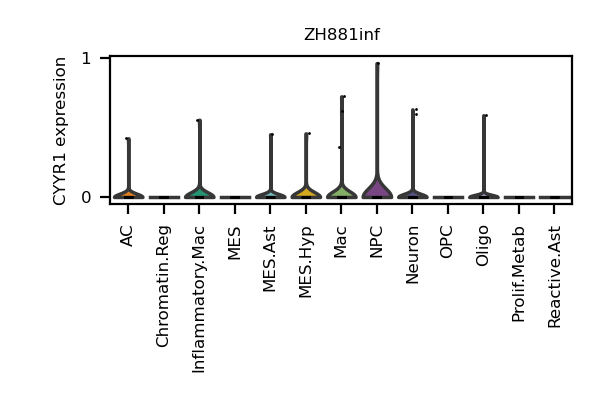 ZH881inf
CYYR1 expression
1
0
AC
Chromatin.Reg
Inflammatory.Mac
MES
MES.Ast
MES.Hyp
Mac
NPC
Neuron
OPC
Oligo
Prolif.Metab
Reactive.Ast